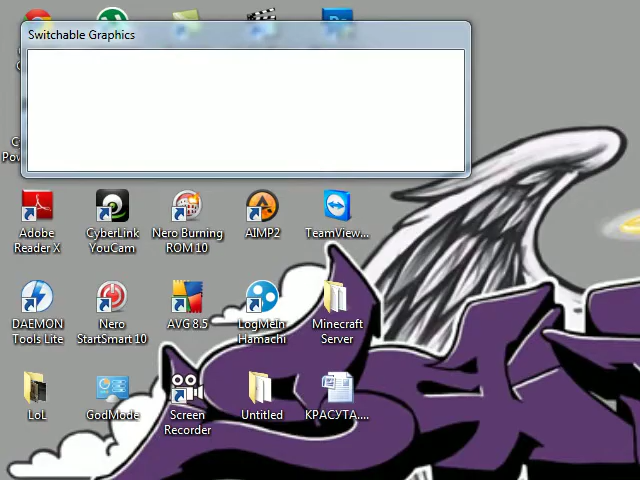 Switchable Graphics
Adobe
Reader X
CyberLink
YouCam
Nero Burning
ROM 10
AIMP2
TeamView...
DAEMON
Tools Lite
Nero
StartSmart 10
AVG 8.5
LogMeIn
Hamachi
Minecraft
Server
LoL
GodMode
Screen
Recorder
Untitled
КРАСУТА....